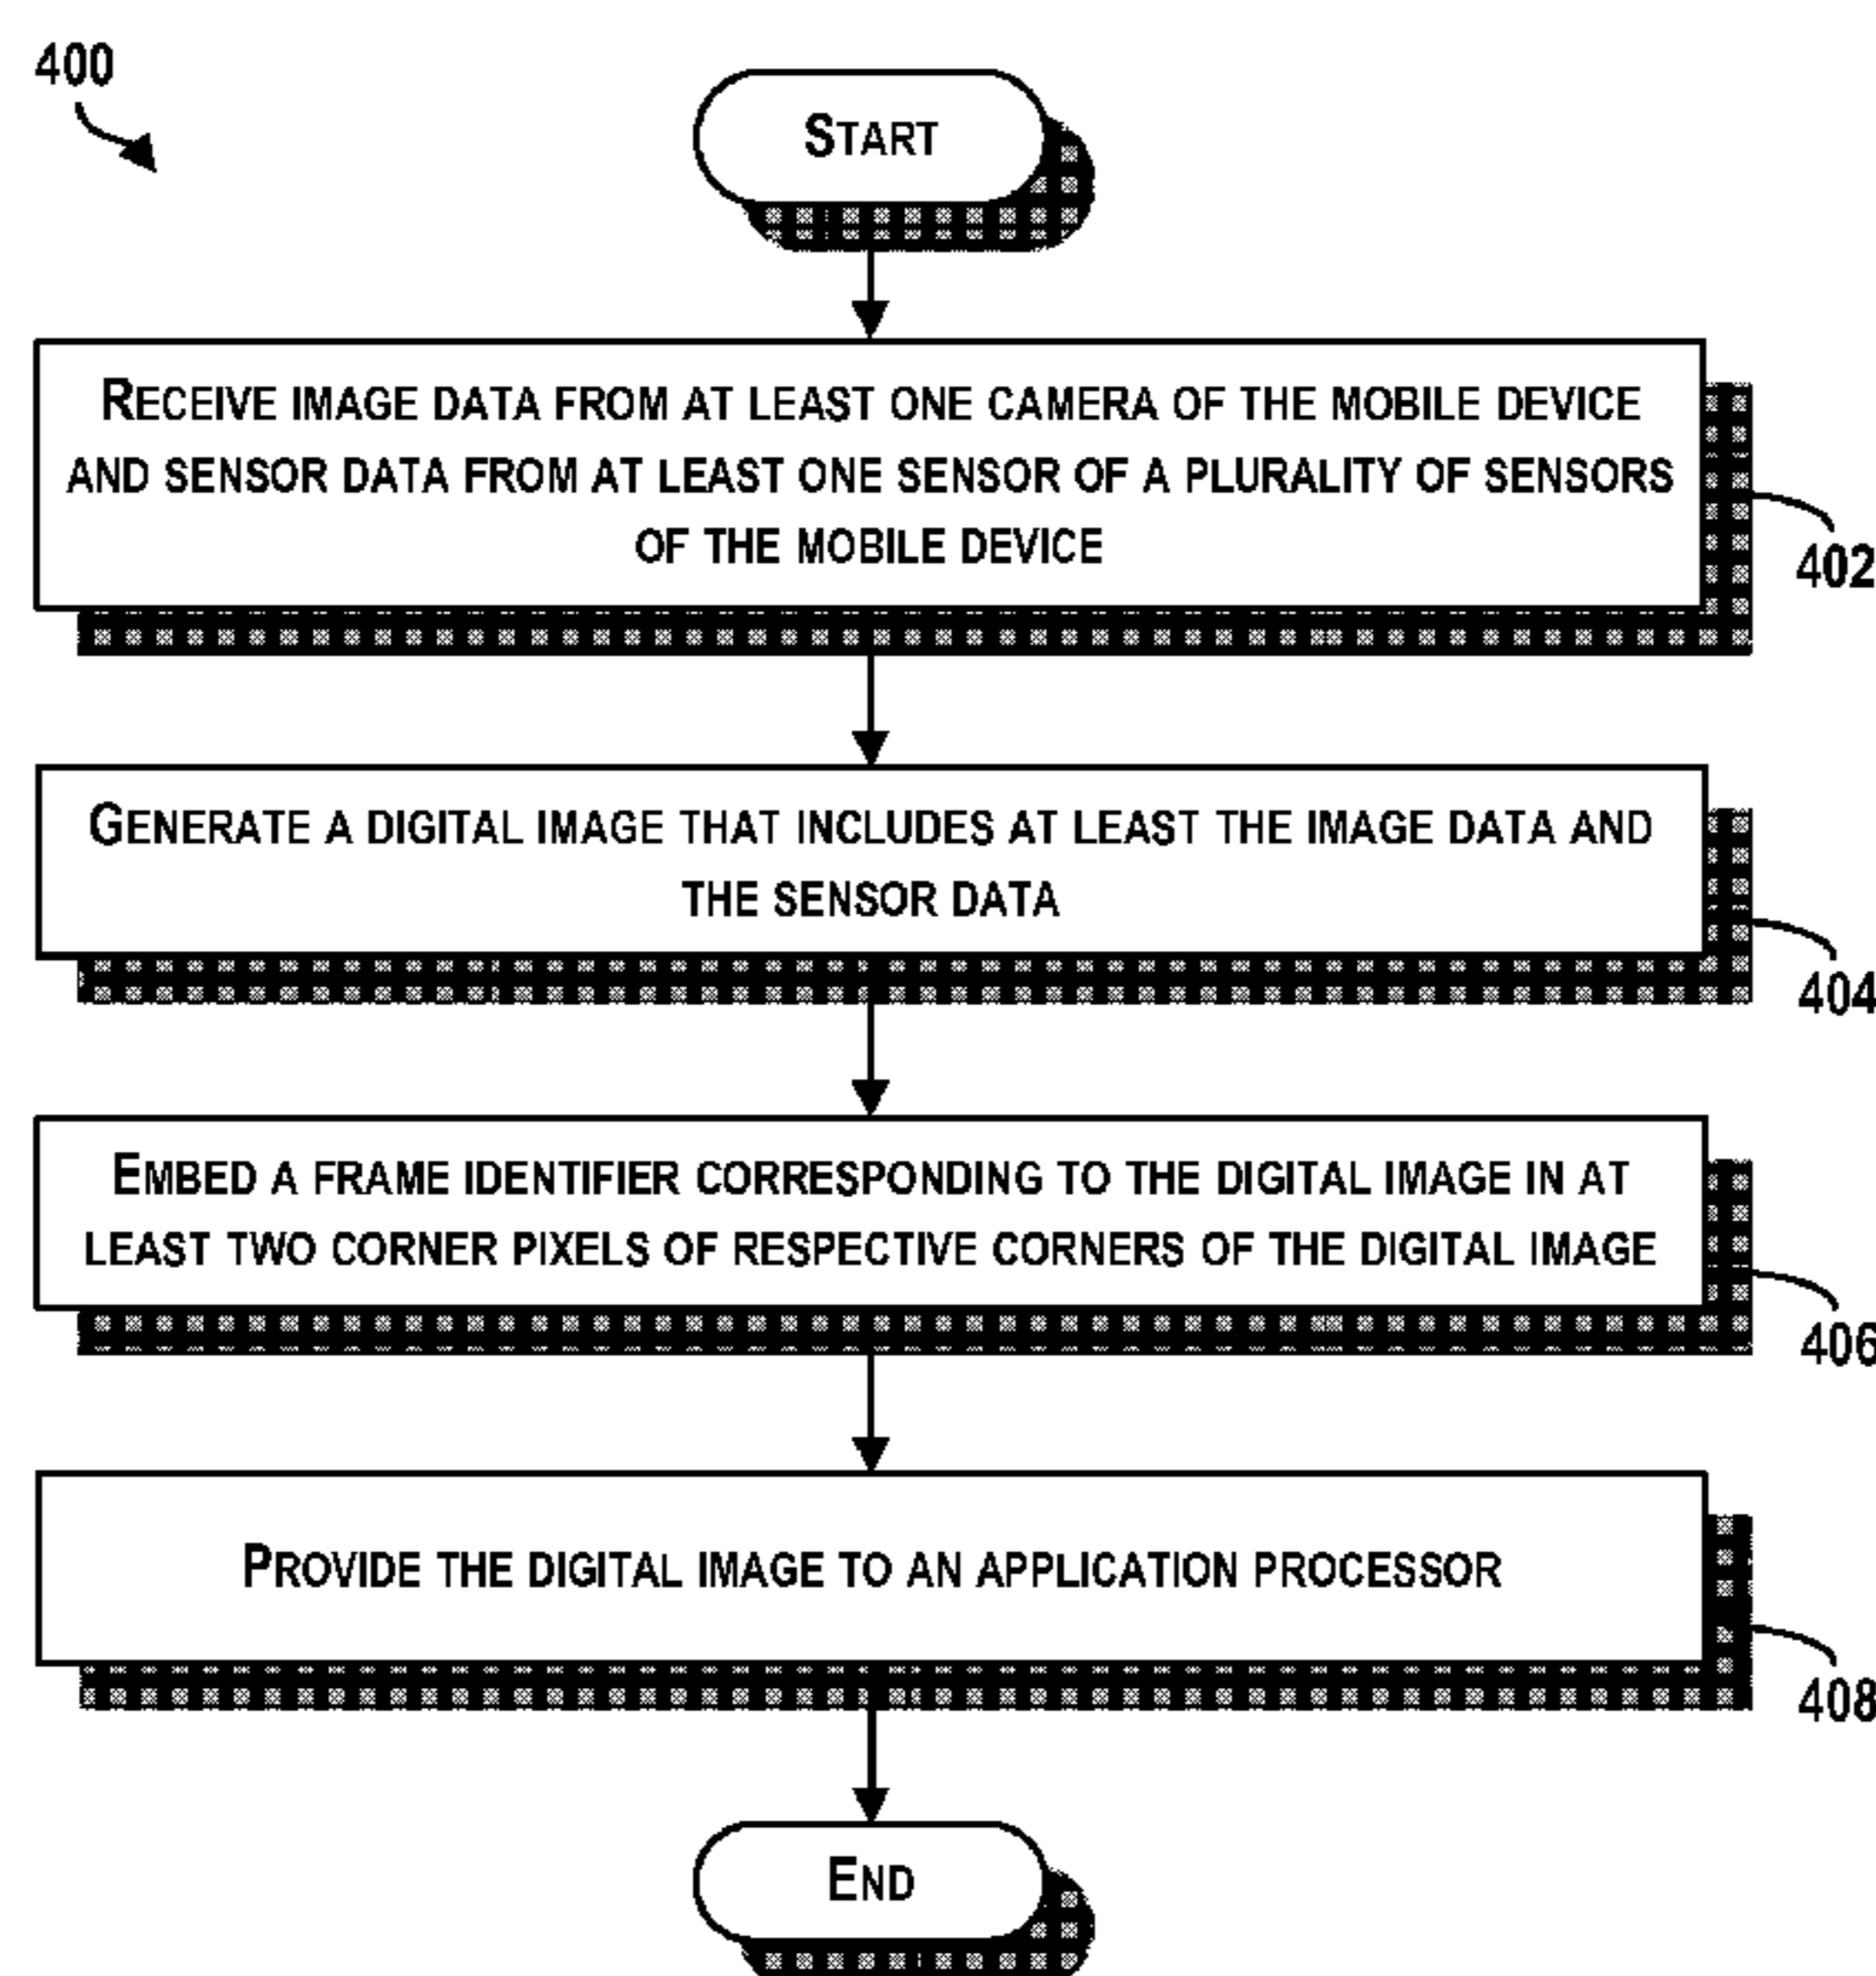 400
START
RECEIVE IMAGE DATA FROM AT LEAST ONE CAMERA OF THE MOBILE DEVICE
AND SENSOR DATA FROM AT LEAST ONE SENSOR OF A PLURALITY OF SENSORS
OF THE MOBILE DEVICE
402
GENERATE A DIGITAL IMAGE THAT INCLUDES AT LEAST THE IMAGE DATA AND
THE SENSOR DATA
404
EMBED A FRAME IDENTIFIER CORRESPONDING TO THE DIGITAL IMAGE IN AT
LEAST TWO CORNER PIXELS OF RESPECTIVE CORNERS OF THE DIGITAL IMAGE
406
PROVIDE THE DIGITAL IMAGE TO AN APPLICATION PROCESSOR
408
END